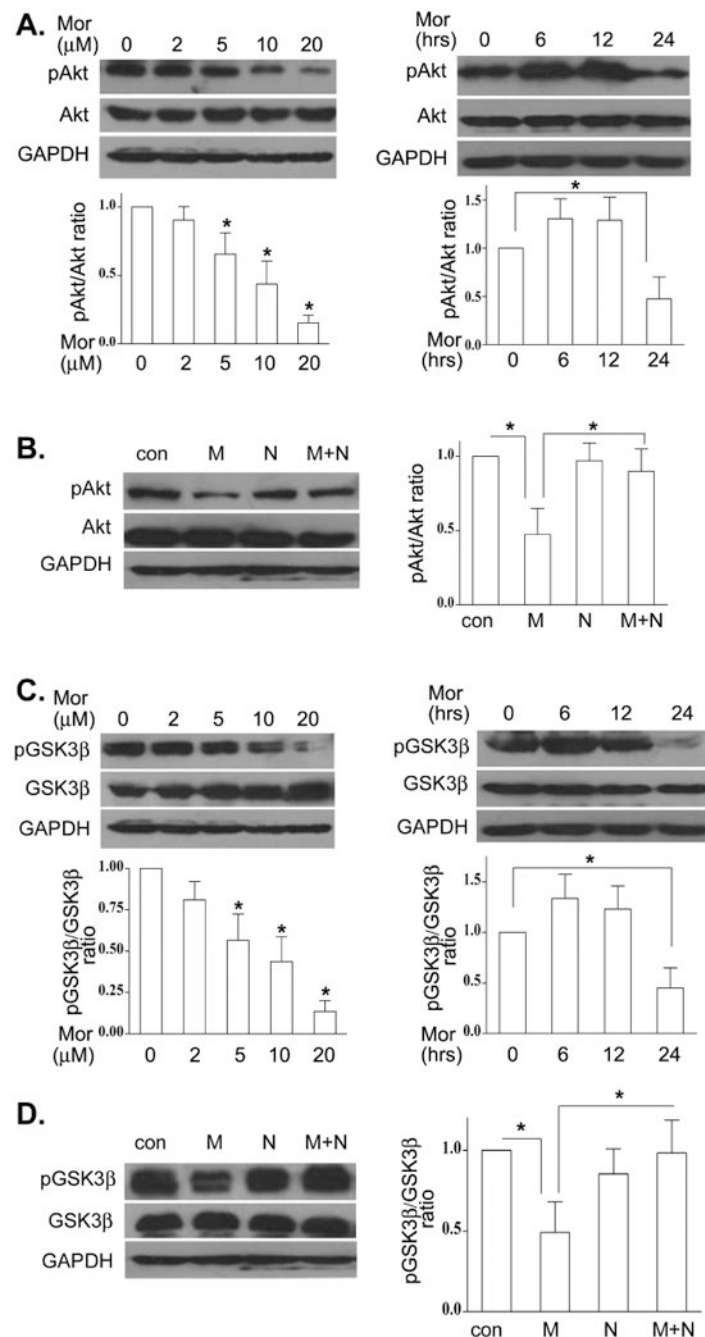 A.
Mor
(μM) 0 2 5 10 20
pAkt
Akt
GAPDH
pAkt/Akt ratio
1.0
0.5
0.0
* * *
Mor
(μM) 0 2 5 10 20
Mor
(hrs) 0 6 12 24
pAkt
Akt
GAPDH
pAkt/Akt ratio
1.5
1.0
0.5
0.0
*
Mor
(hrs) 0 6 12 24
B.
con M N M+N
pAkt
Akt
GAPDH
pAkt/Akt ratio
1.0
0.5
0.0
* *
con M N M+N
C.
Mor
(μM) 0 2 5 10 20
pGSK3β
GSK3β
GAPDH
pGSK3β/GSK3β
ratio
1.00
0.75
0.50
0.25
0.00
* * *
Mor
(μM) 0 2 5 10 20
Mor
(hrs) 0 6 12 24
pGSK3β
GSK3β
GAPDH
pGSK3β/GSK3β
ratio
1.5
1.0
0.5
0.0
*
Mor
(hrs) 0 6 12 24
D.
con M N M+N
pGSK3β
GSK3β
GAPDH
pGSK3β/GSK3β
ratio
1.0
0.5
0.0
* *
con M N M+N